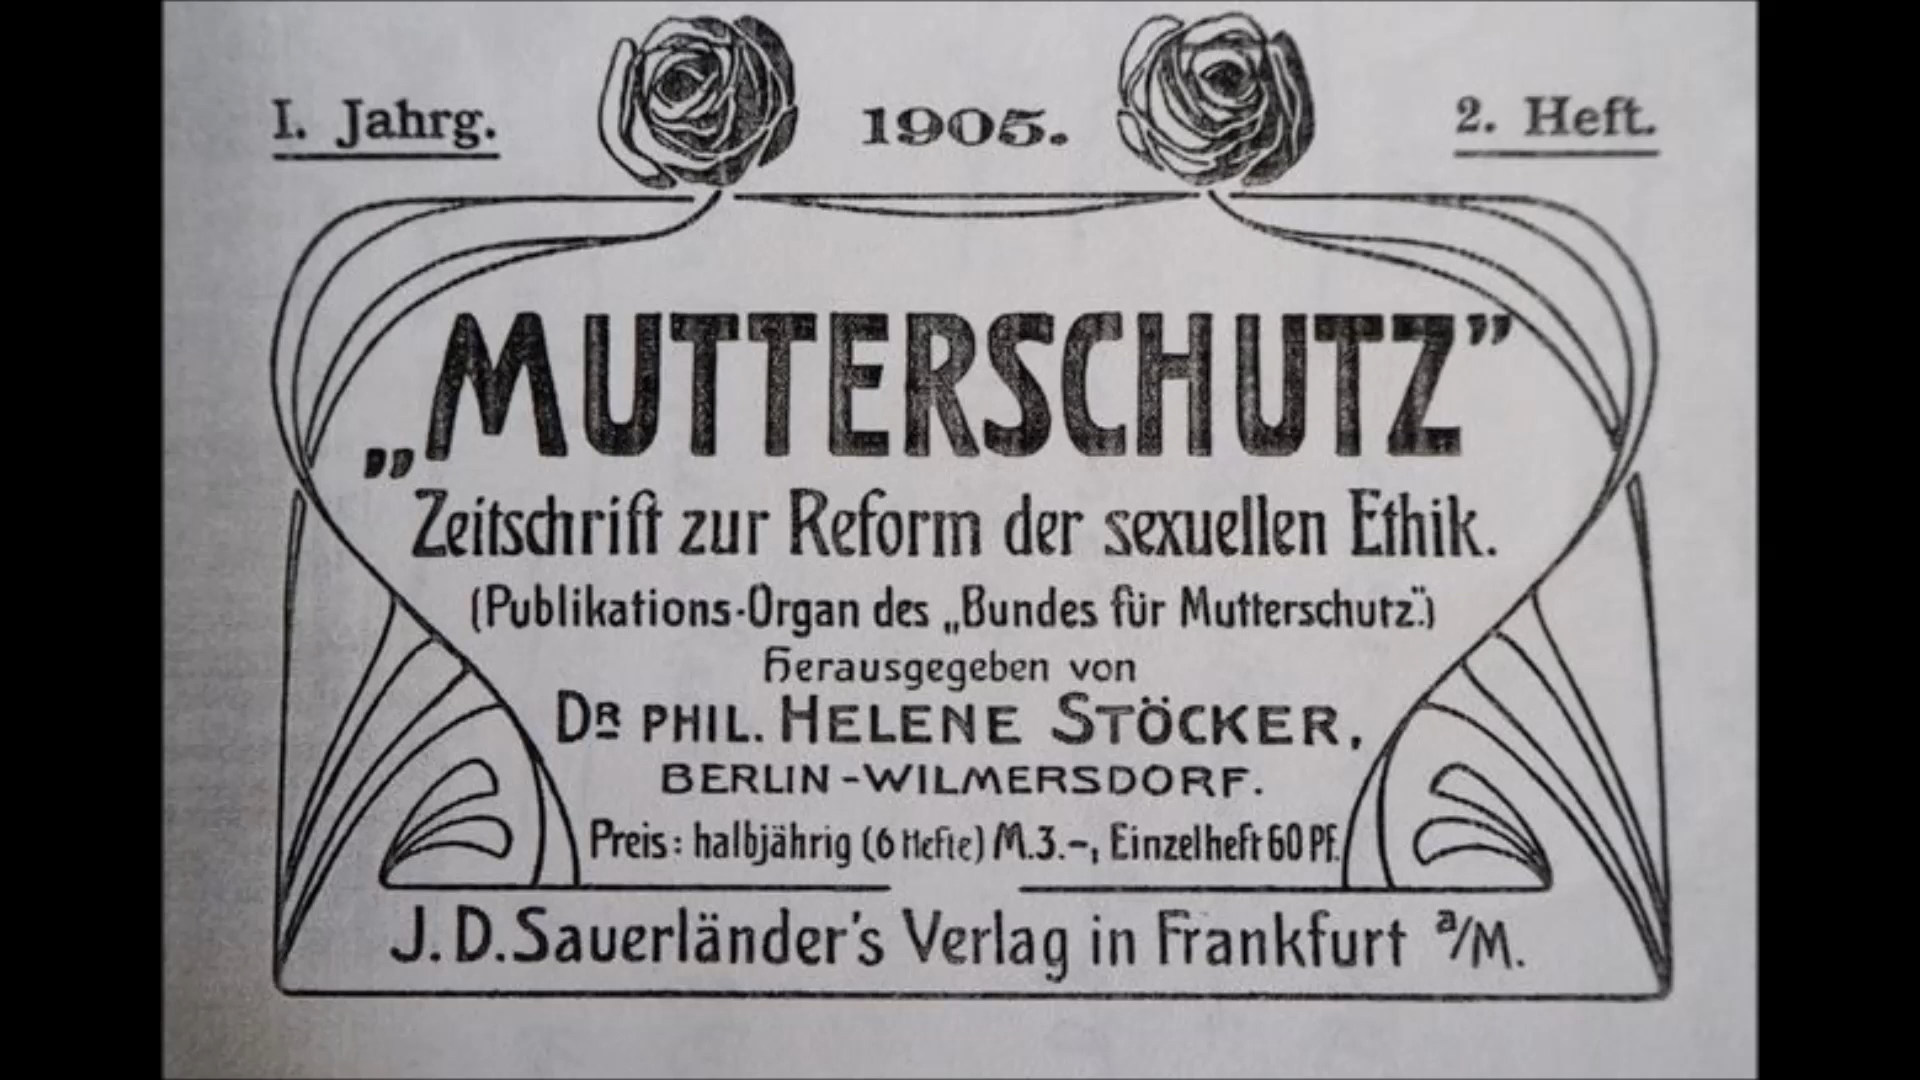 I. Jahrg. 1905. 2. Heft.
„MUTTERSCHUTZ”
Zeitschrift zur Reform der sexuellen Ethik.
(Publikations-Organ des „Bundes für Mutterschutz”.)
Herausgegeben von
DR PHIL. HELENE STÖCKER,
BERLIN-WILMERSDORF.
Preis: halbjährig (6 Hefte) M.3.-, Einzelheft 60 Pf.
J. D. Sauerländer's Verlag in Frankfurt a/M.